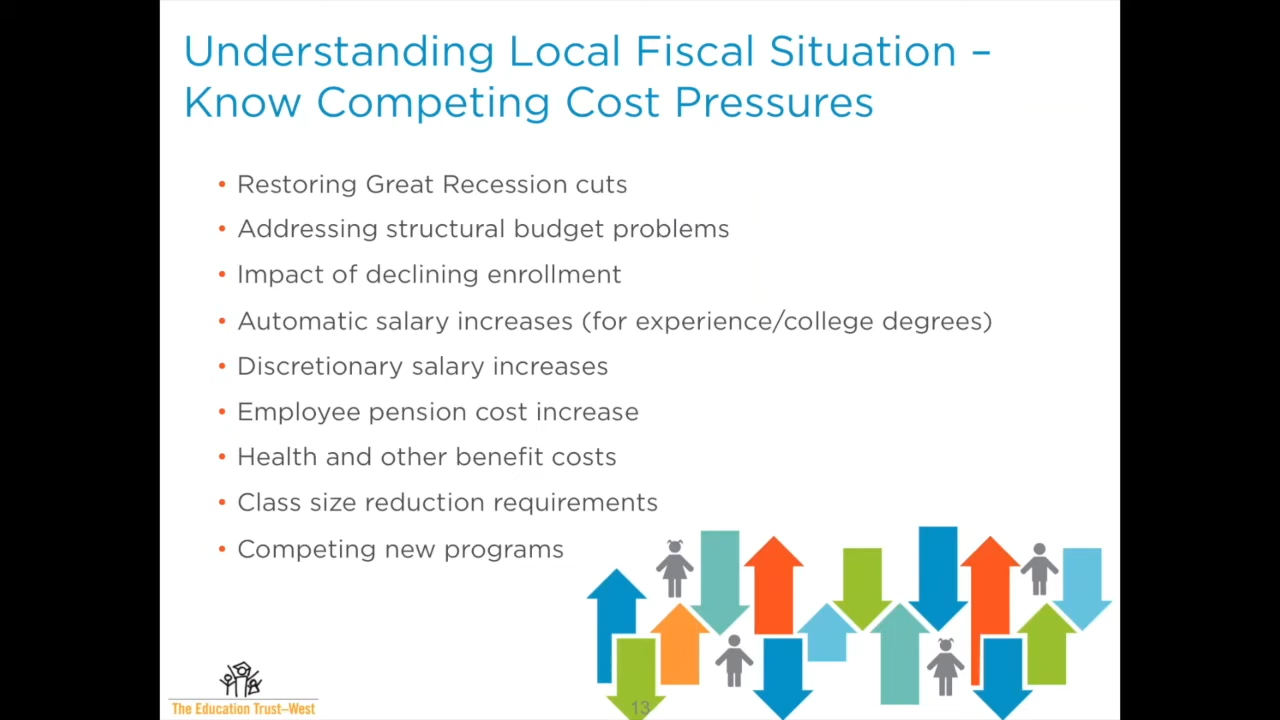 Understanding Local Fiscal Situation –
Know Competing Cost Pressures
• Restoring Great Recession cuts
• Addressing structural budget problems
• Impact of declining enrollment
• Automatic salary increases (for experience/college degrees)
• Discretionary salary increases
• Employee pension cost increase
• Health and other benefit costs
• Class size reduction requirements
• Competing new programs
The Education Trust–West
13